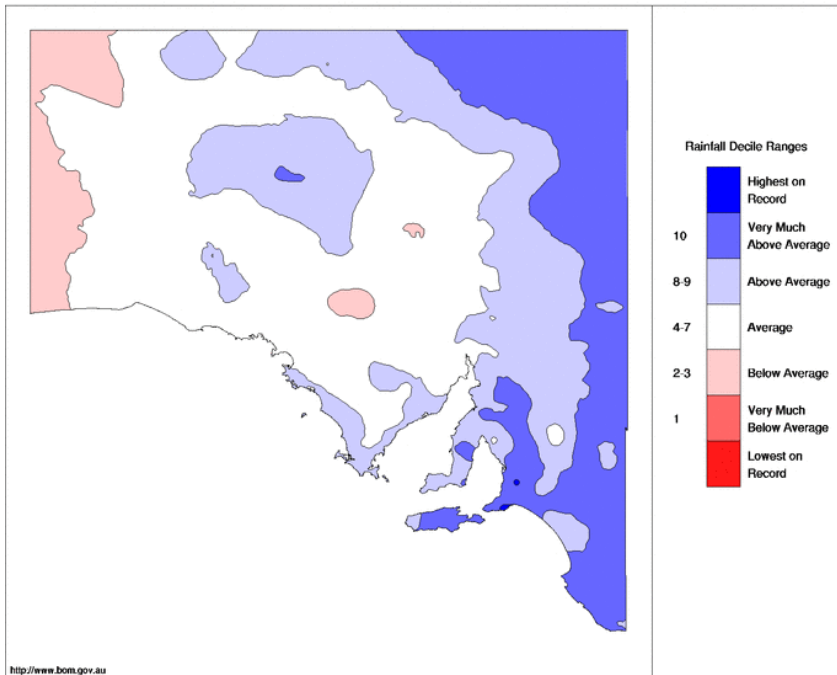 Rainfall Decile Ranges
Highest on
Record
10
Very Much
Above Average
8-9
Above Average
4-7
Average
2-3
Below Average
1
Very Much
Below Average
Lowest on
Record
http://www.bom.gov.au